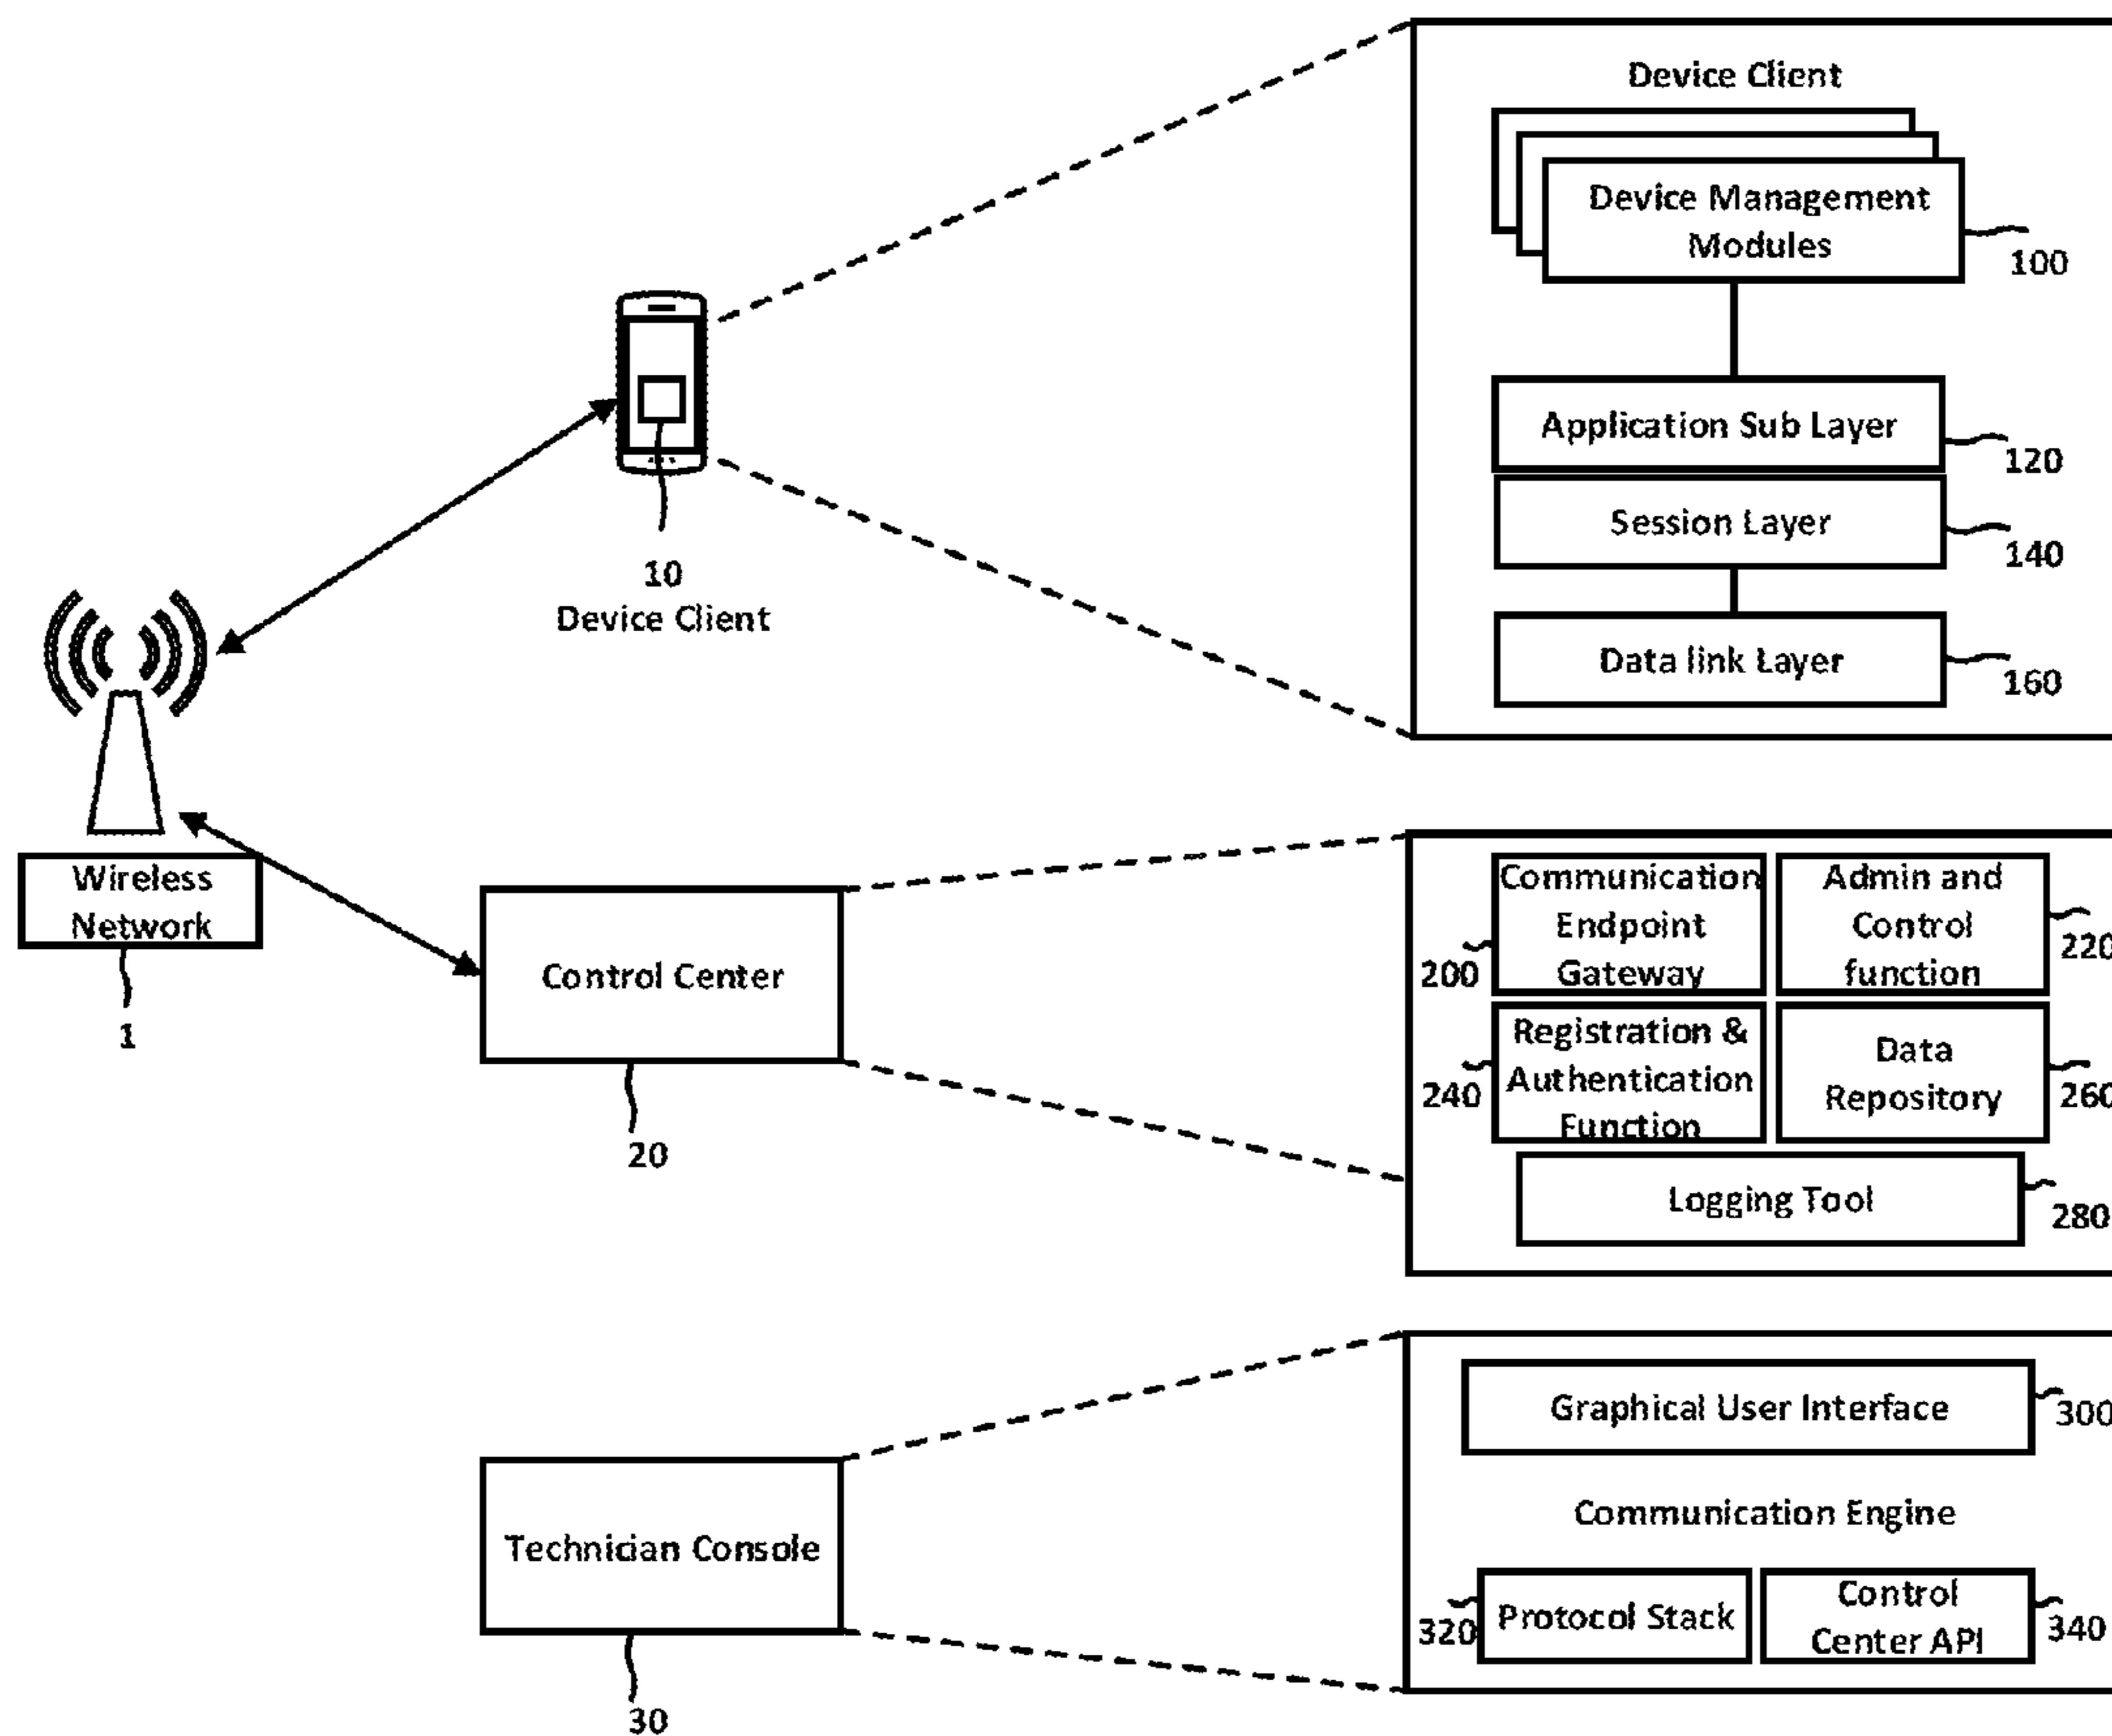 Device Client
Device Management
Modules
100
Application Sub Layer
120
Session Layer
140
Data link Layer
160
10
Device Client
Wireless
Network
1
Control Center
20
Communication
Endpoint
Gateway
200
Admin and
Control
function
220
Registration &
Authentication
Function
240
Data
Repository
260
Logging Tool
280
Technician Console
30
Graphical User Interface
300
Communication Engine
Protocol Stack
320
Control
Center API
340